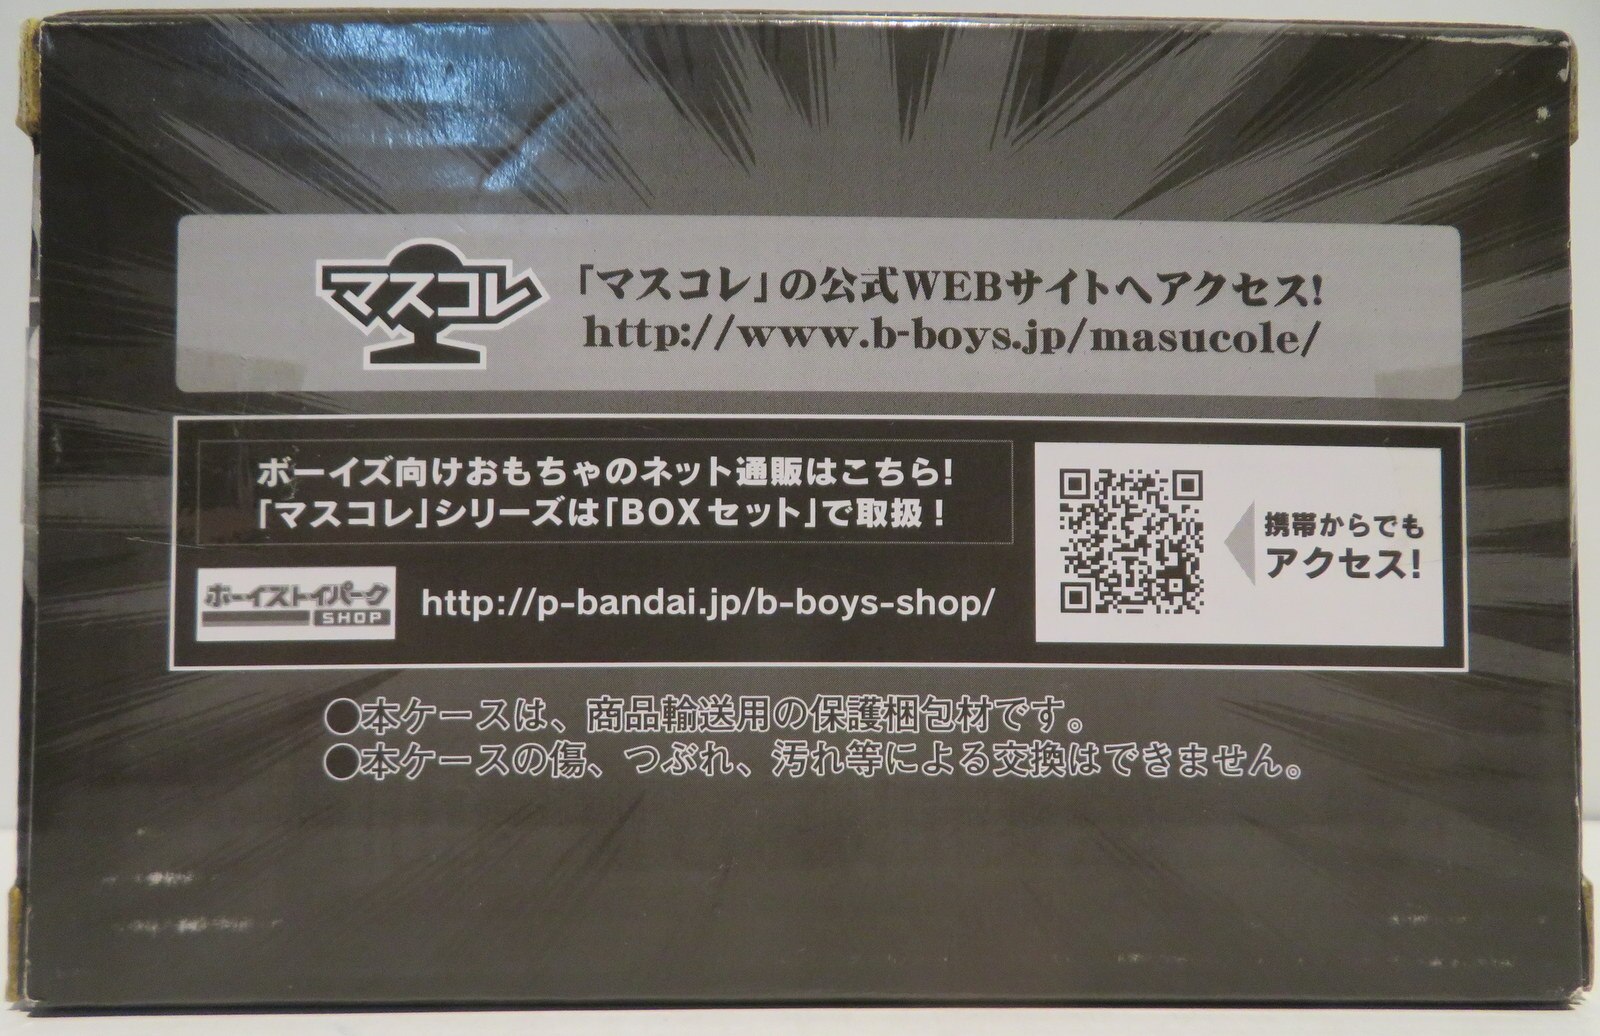 マスコレ
「マスコレ」の公式WEBサイトへアクセス!
http://www.b-boys.jp/masucole/
ボーイズ向けおもちゃのネット通販はこちら!
「マスコレ」シリーズは「BOXセット」で取扱!
ボーイズトイパーク
SHOP
http://p-bandai.jp/b-boys-shop/
携帯からでも
アクセス!
●本ケースは、商品輸送用の保護梱包材です。
●本ケースの傷、つぶれ、汚れ等による交換はできません。